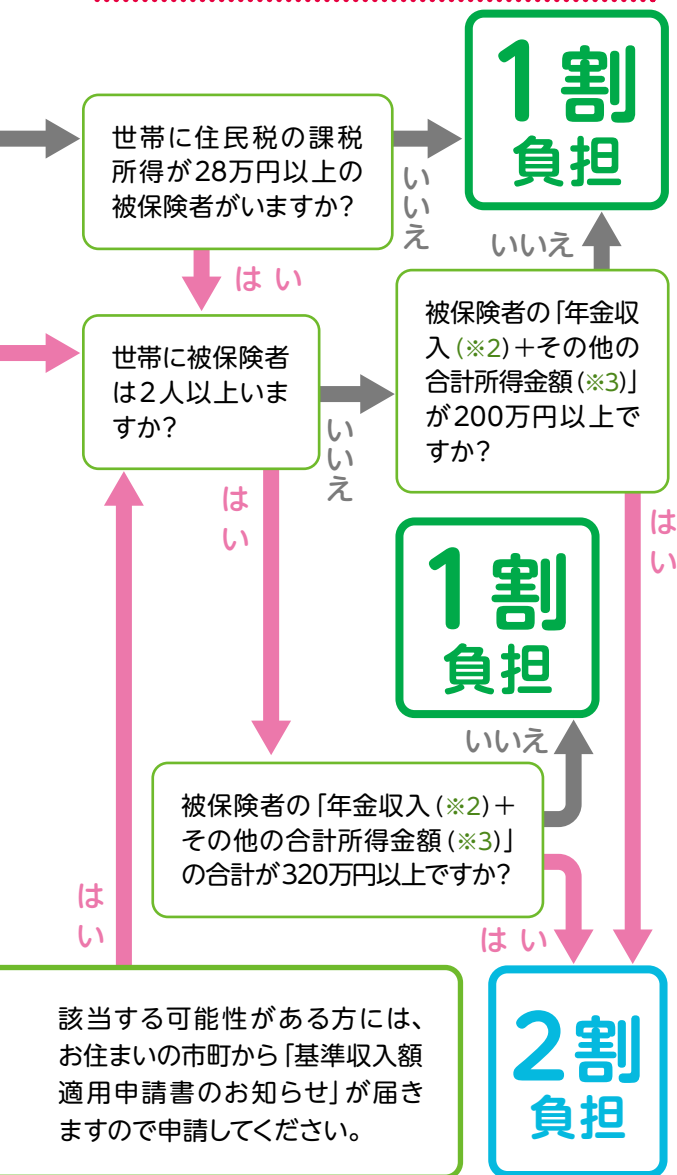 1割
負担
世帯に住民税の課税
所得が28万円以上の
被保険者がいますか?
いいえ
はい
いいえ
世帯に被保険者
は2人以上いま
すか?
いいえ
はい
被保険者の「年金収
入(※2)+その他の
合計所得金額(※3)」
が200万円以上で
すか?
はい
1割
負担
いいえ
被保険者の「年金収入(※2)+
その他の合計所得金額(※3)」
の合計が320万円以上ですか?
はい
はい
該当する可能性がある方には、
お住まいの市町から「基準収入額
適用申請書のお知らせ」が届き
ますので申請してください。
2割
負担